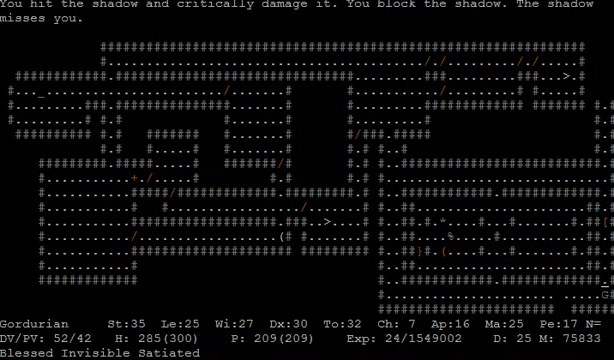 You hit the shadow and critically damage it. You block the shadow. The shadow
misses you.
Gordurian St:35 Le:25 Wi:27 Dx:30 To:32 Ch: 7 Ap:16 Ma:25 Pe:17 N=
DV/PV: 52/42 H: 285(300) P: 209(209) Exp: 24/1549002 D: 25 M: 75833
Blessed Invisible Satiated